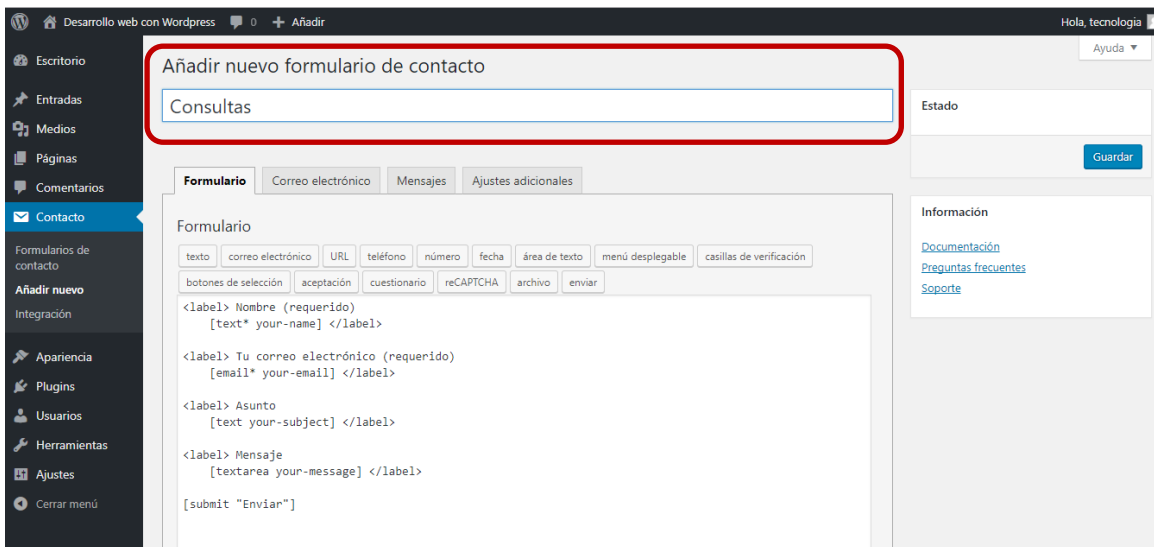 Desarrollo web con Wordpress 0 Añadir Hola, tecnologia
Ayuda
Escritorio
Entradas
Medios
Páginas
Comentarios
Contacto
Formularios de
contacto
Añadir nuevo
Integración
Apariencia
Plugins
Usuarios
Herramientas
Ajustes
Cerrar menú
Añadir nuevo formulario de contacto
Consultas
Formulario Correo electrónico Mensajes Ajustes adicionales
Formulario
texto correo electrónico URL teléfono número fecha área de texto menú desplegable casillas de verificación
botones de selección aceptación cuestionario reCAPTCHA archivo enviar
<label> Nombre (requerido)
[text* your-name] </label>
<label> Tu correo electrónico (requerido)
[email* your-email] </label>
<label> Asunto
[text your-subject] </label>
<label> Mensaje
[textarea your-message] </label>
[submit "Enviar"]
Estado
Guardar
Información
Documentación
Preguntas frecuentes
Soporte